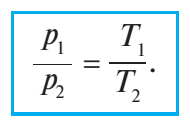 p₁/p₂ = T₁/T₂.